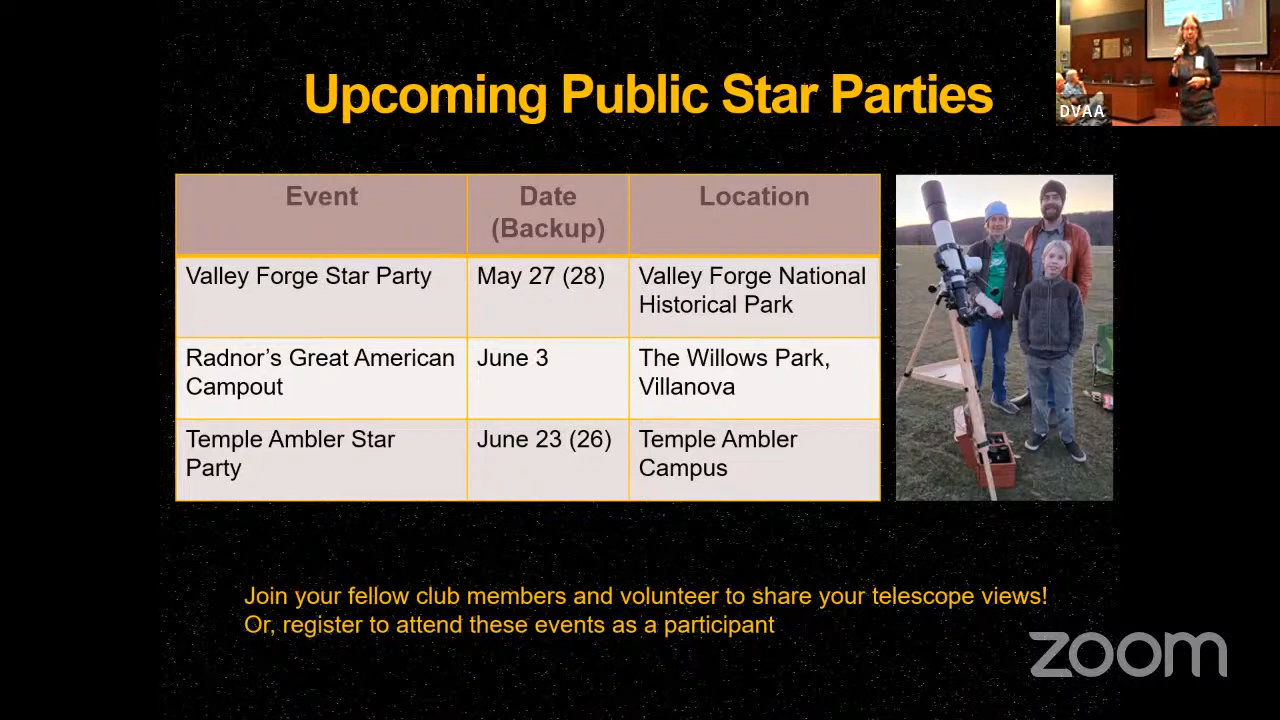 Upcoming Public Star Parties
DVAA
Event
Date
(Backup)
Location
Valley Forge Star Party
May 27 (28)
Valley Forge National
Historical Park
Radnor’s Great American
Campout
June 3
The Willows Park,
Villanova
Temple Ambler Star
Party
June 23 (26)
Temple Ambler
Campus
Join your fellow club members and volunteer to share your telescope views!
Or, register to attend these events as a participant
zoom